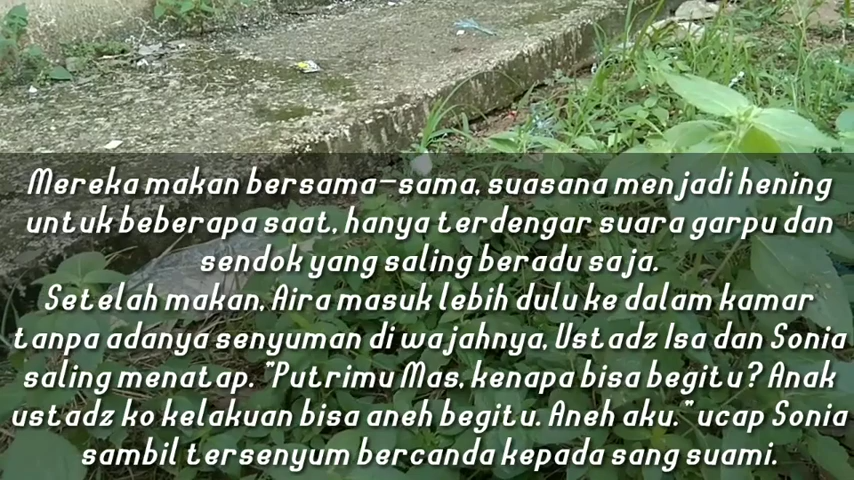 Mereka makan bersama-sama, suasana menjadi hening
untuk beberapa saat, hanya terdengar suara garpu dan
sendok yang saling beradu saja.
Setelah makan, Aira masuk lebih dulu ke dalam kamar
tanpa adanya senyuman di wajahnya, Ustadz Isa dan Sonia
saling menatap. "Putrimu Mas, kenapa bisa begitu? Anak
ustadz ko kelakuan bisa aneh begitu. Aneh aku." ucap Sonia
sambil tersenyum bercanda kepada sang suami.